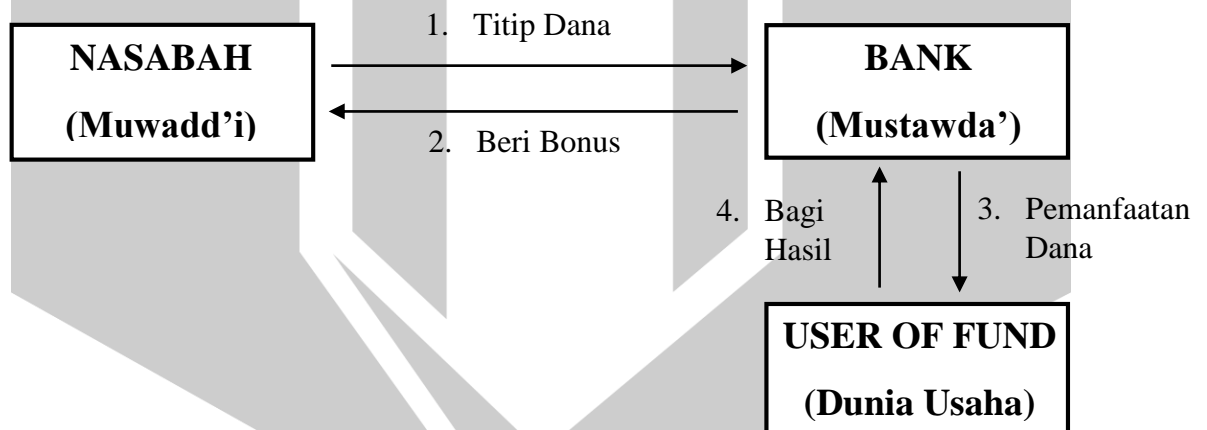 1. Titip Dana
NASABAH
(Muwadd'i)
BANK
(Mustawda')
2. Beri Bonus
4. Bagi
Hasil
3. Pemanfaatan
Dana
USER OF FUND
(Dunia Usaha)